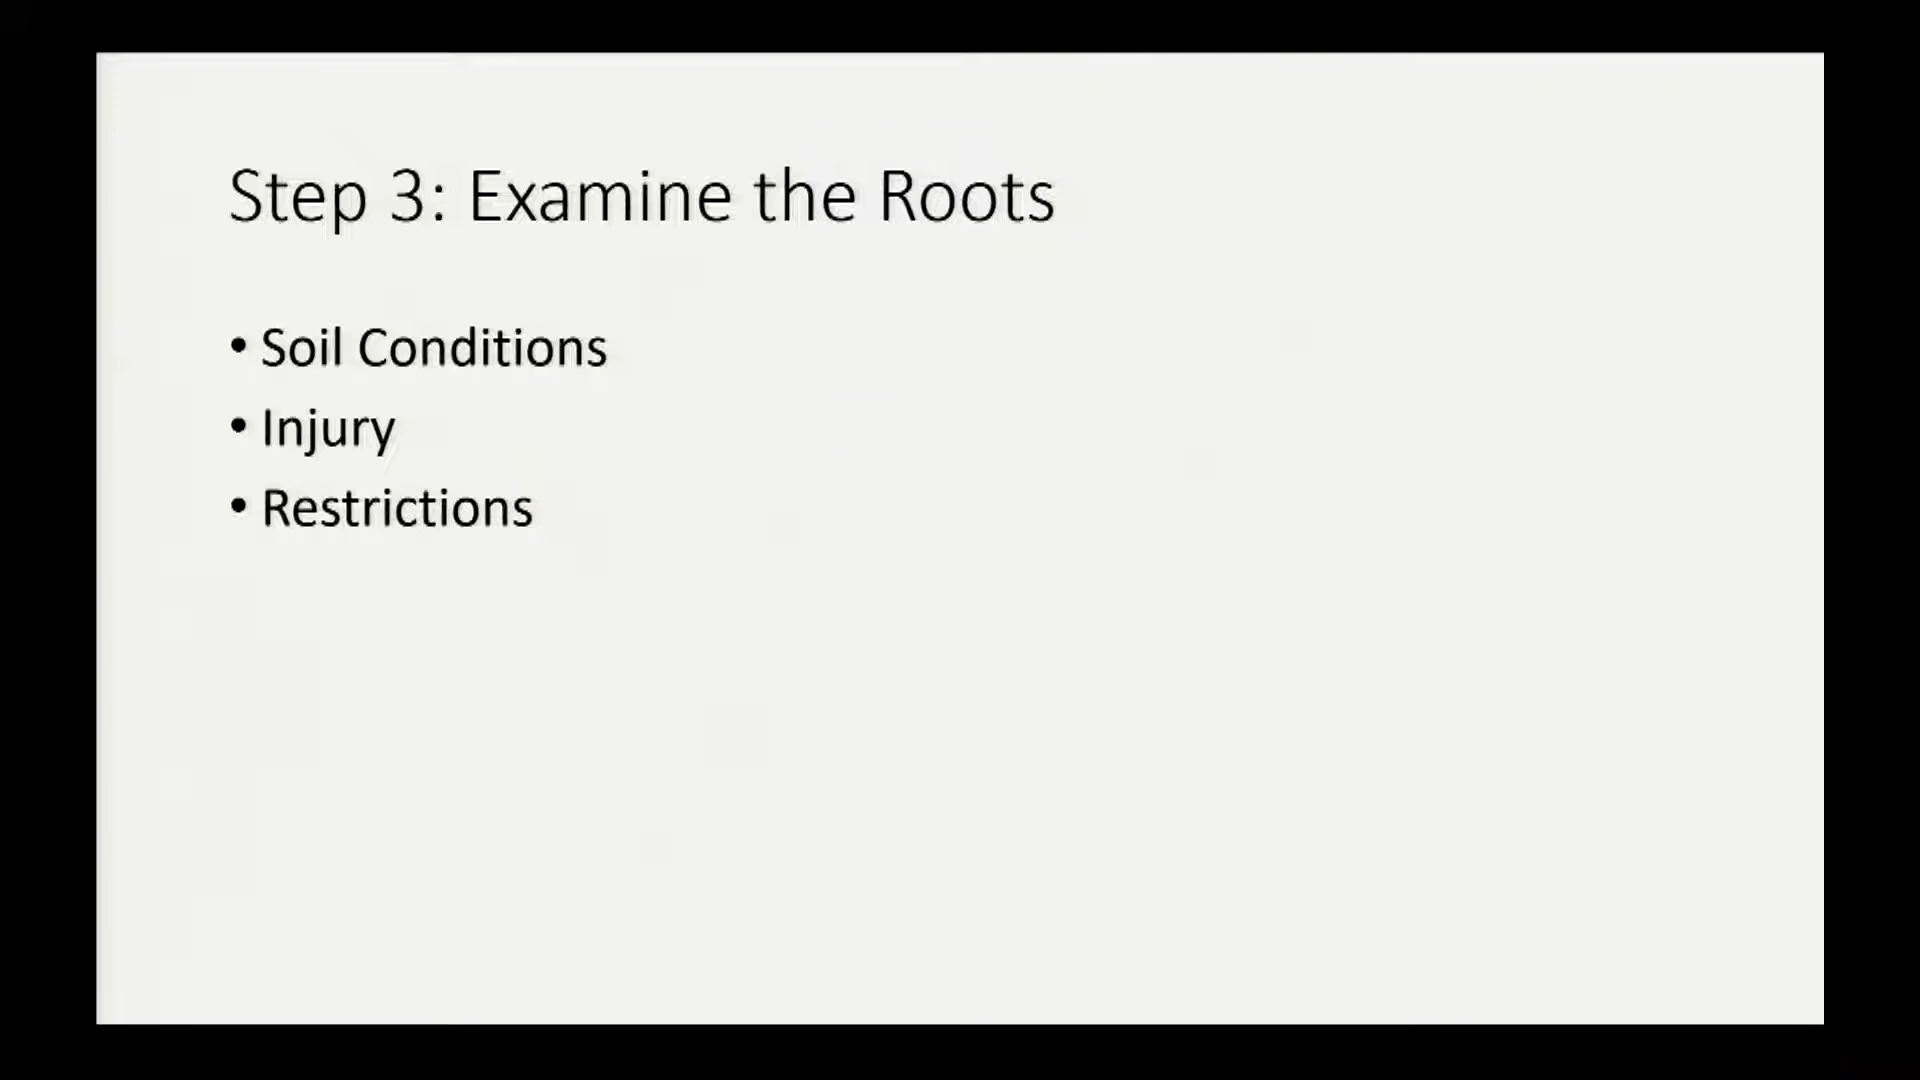 Step 3: Examine the Roots
• Soil Conditions
• Injury
• Restrictions